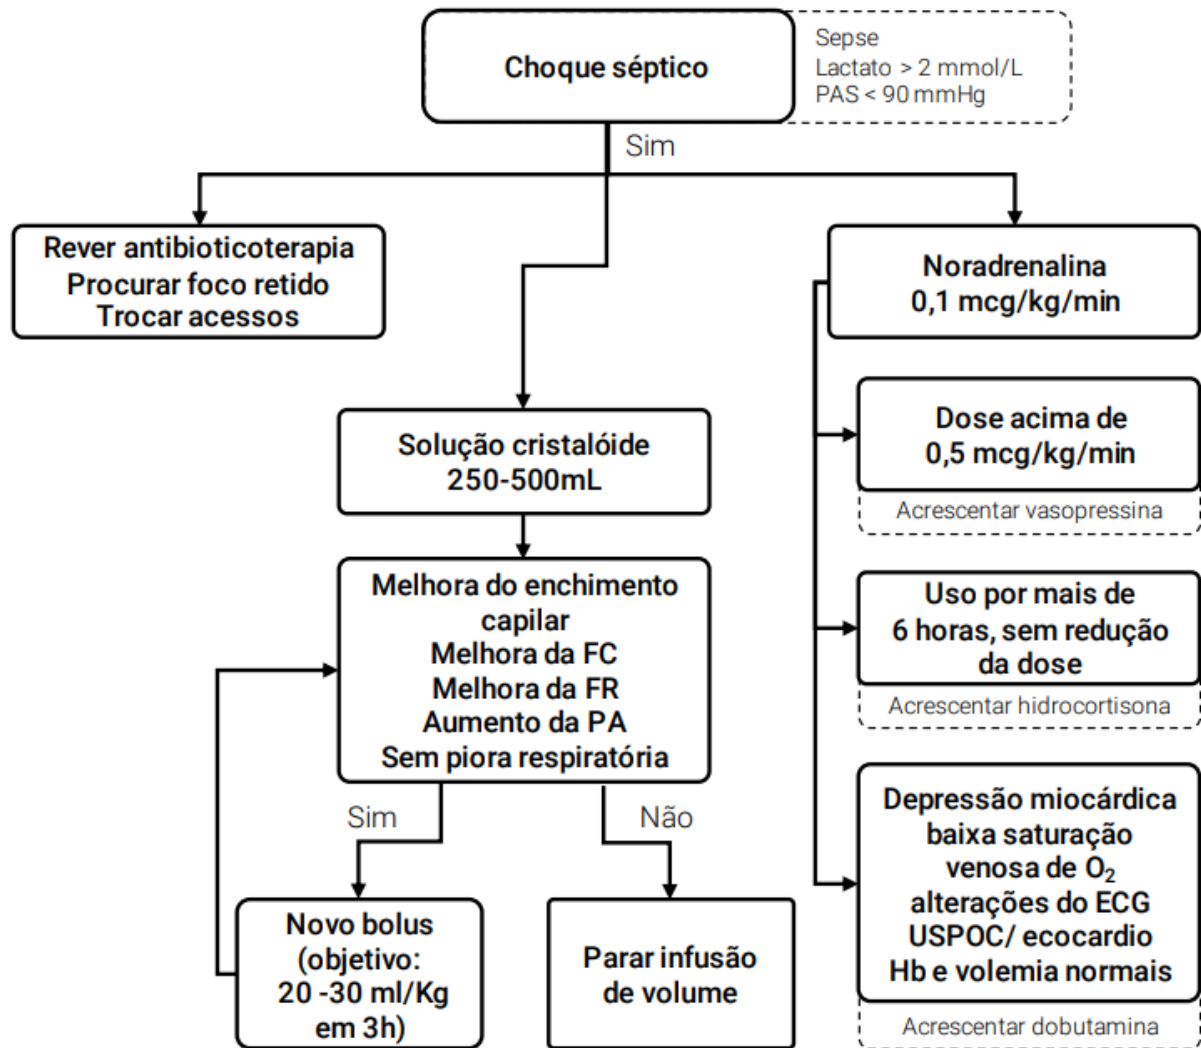 Choque séptico
Sepse
Lactato > 2 mmol/L
PAS < 90 mmHg
Sim
Rever antibioticoterapia
Procurar foco retido
Trocar acessos
Solução cristalóide
250-500mL
Melhora do enchimento
capilar
Melhora da FC
Melhora da FR
Aumento da PA
Sem piora respiratória
Sim
Não
Novo bolus
(objetivo:
20 -30 ml/Kg
em 3h)
Parar infusão
de volume
Noradrenalina
0,1 mcg/kg/min
Dose acima de
0,5 mcg/kg/min
Acrescentar vasopressina
Uso por mais de
6 horas, sem redução
da dose
Acrescentar hidrocortisona
Depressão miocárdica
baixa saturação
venosa de O₂
alterações do ECG
USPOC/ ecocardio
Hb e volemia normais
Acrescentar dobutamina